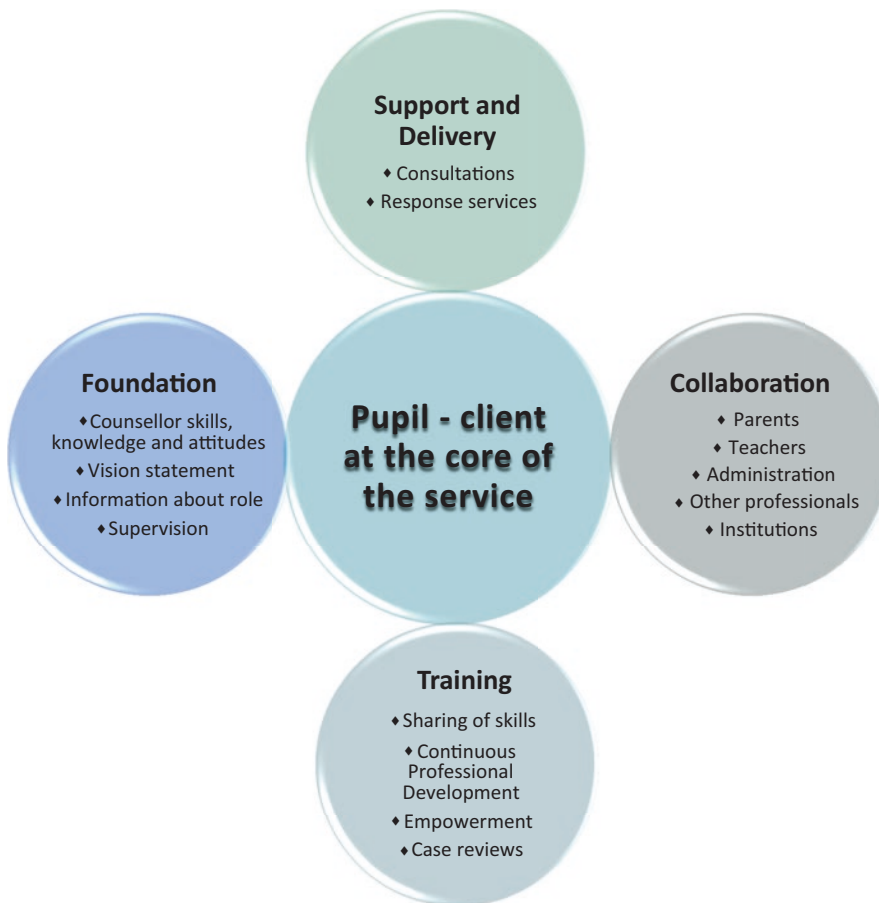 Support and
Delivery
♦ Consultations
♦ Response services
Foundation
♦Counsellor skills,
knowledge and attitudes
♦Vision statement
♦Information about role
♦Supervision
Pupil - client
at the core of
the service
Collaboration
♦ Parents
♦ Teachers
♦ Administration
♦ Other professionals
♦ Institutions
Training
♦Sharing of skills
♦Continuous
Professional
Development
♦Empowerment
♦Case reviews